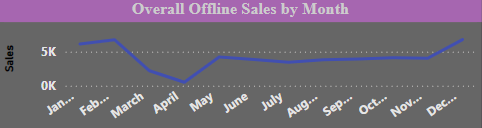 Overall Offline Sales by Month
Sales
5K
0K
Jan...
Feb...
March
April
May
June
July
Aug...
Sep...
Oct...
Nov...
Dec...